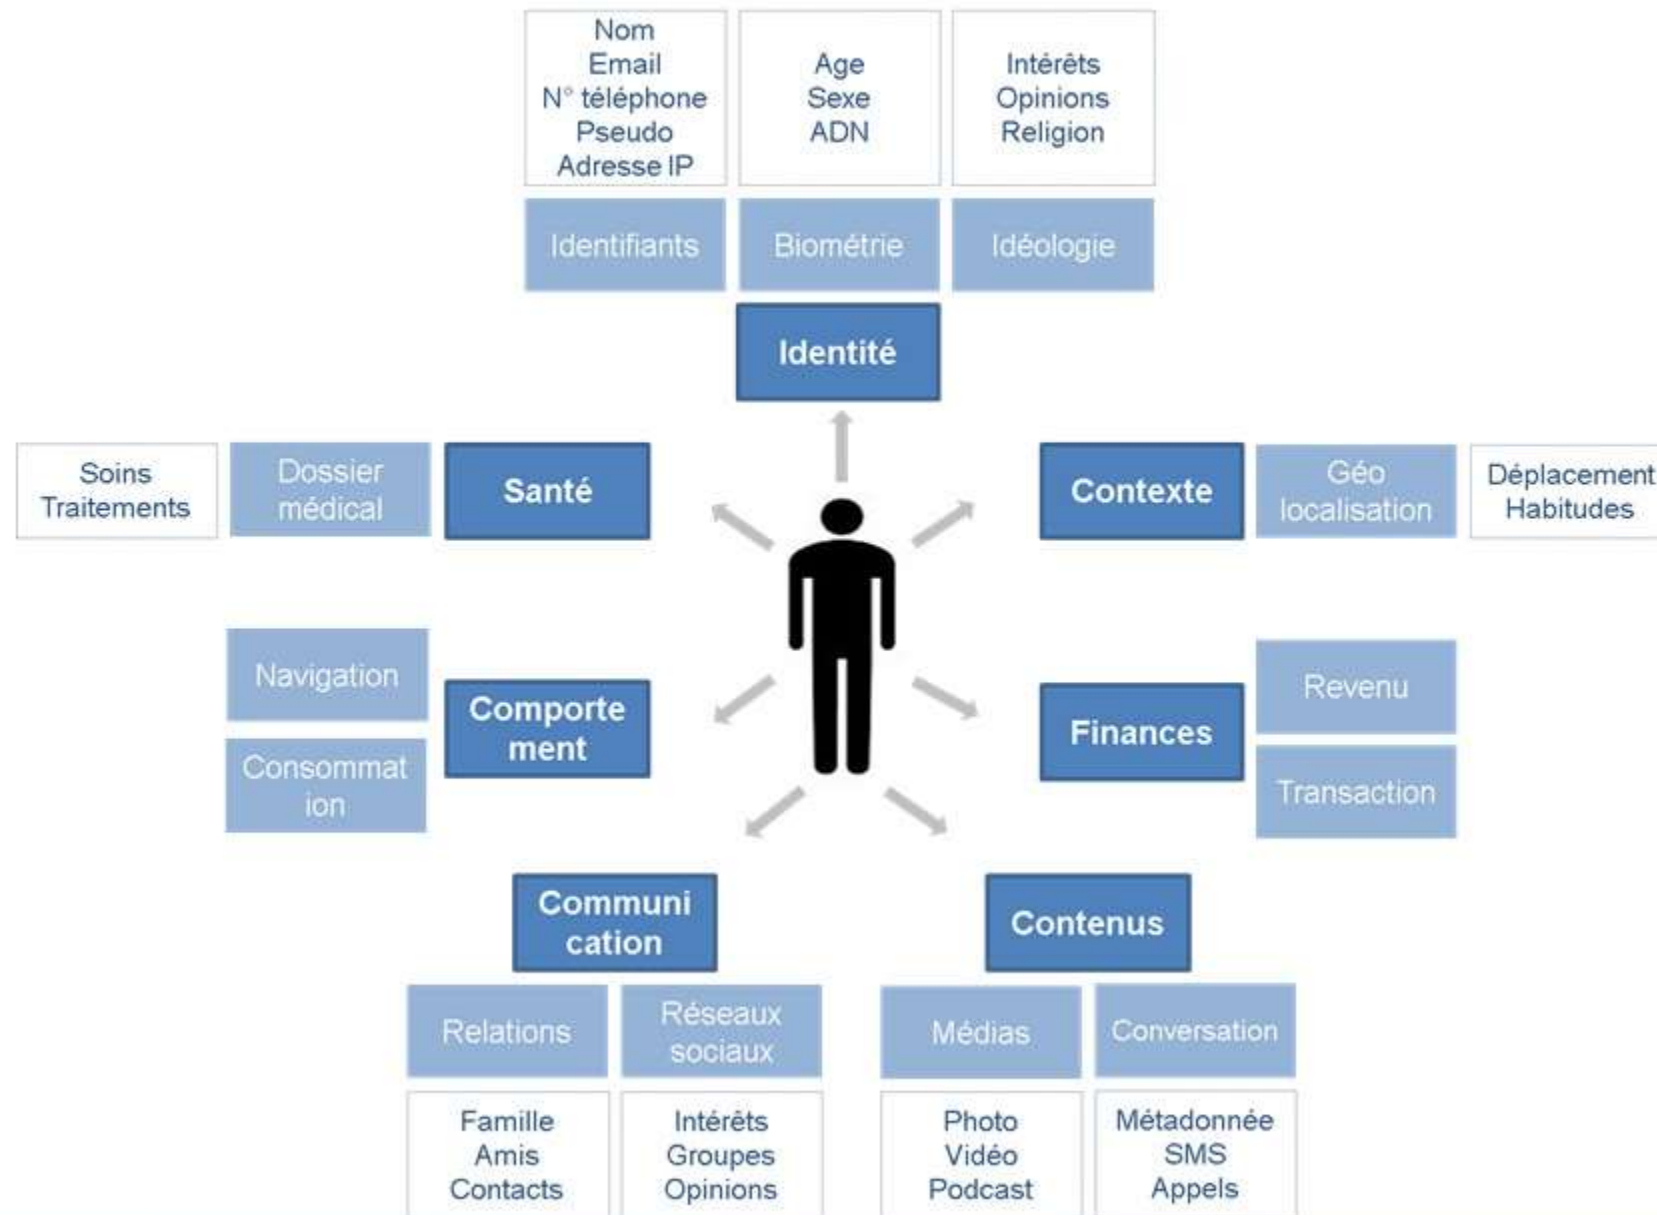 Nom
Email
N° téléphone
Pseudo
Adresse IP
Age
Sexe
ADN
Intérêts
Opinions
Religion
Identifiants
Biométrie
Idéologie
Identité
Soins
Traitements
Dossier
médical
Santé
Contexte
Géo
localisation
Déplacement
Habitudes
Navigation
Consommat
ion
Comporte
ment
Finances
Revenu
Transaction
Communi
cation
Contenus
Relations
Réseaux
sociaux
Médias
Conversation
Famille
Amis
Contacts
Intérêts
Groupes
Opinions
Photo
Vidéo
Podcast
Métadonnée
SMS
Appels